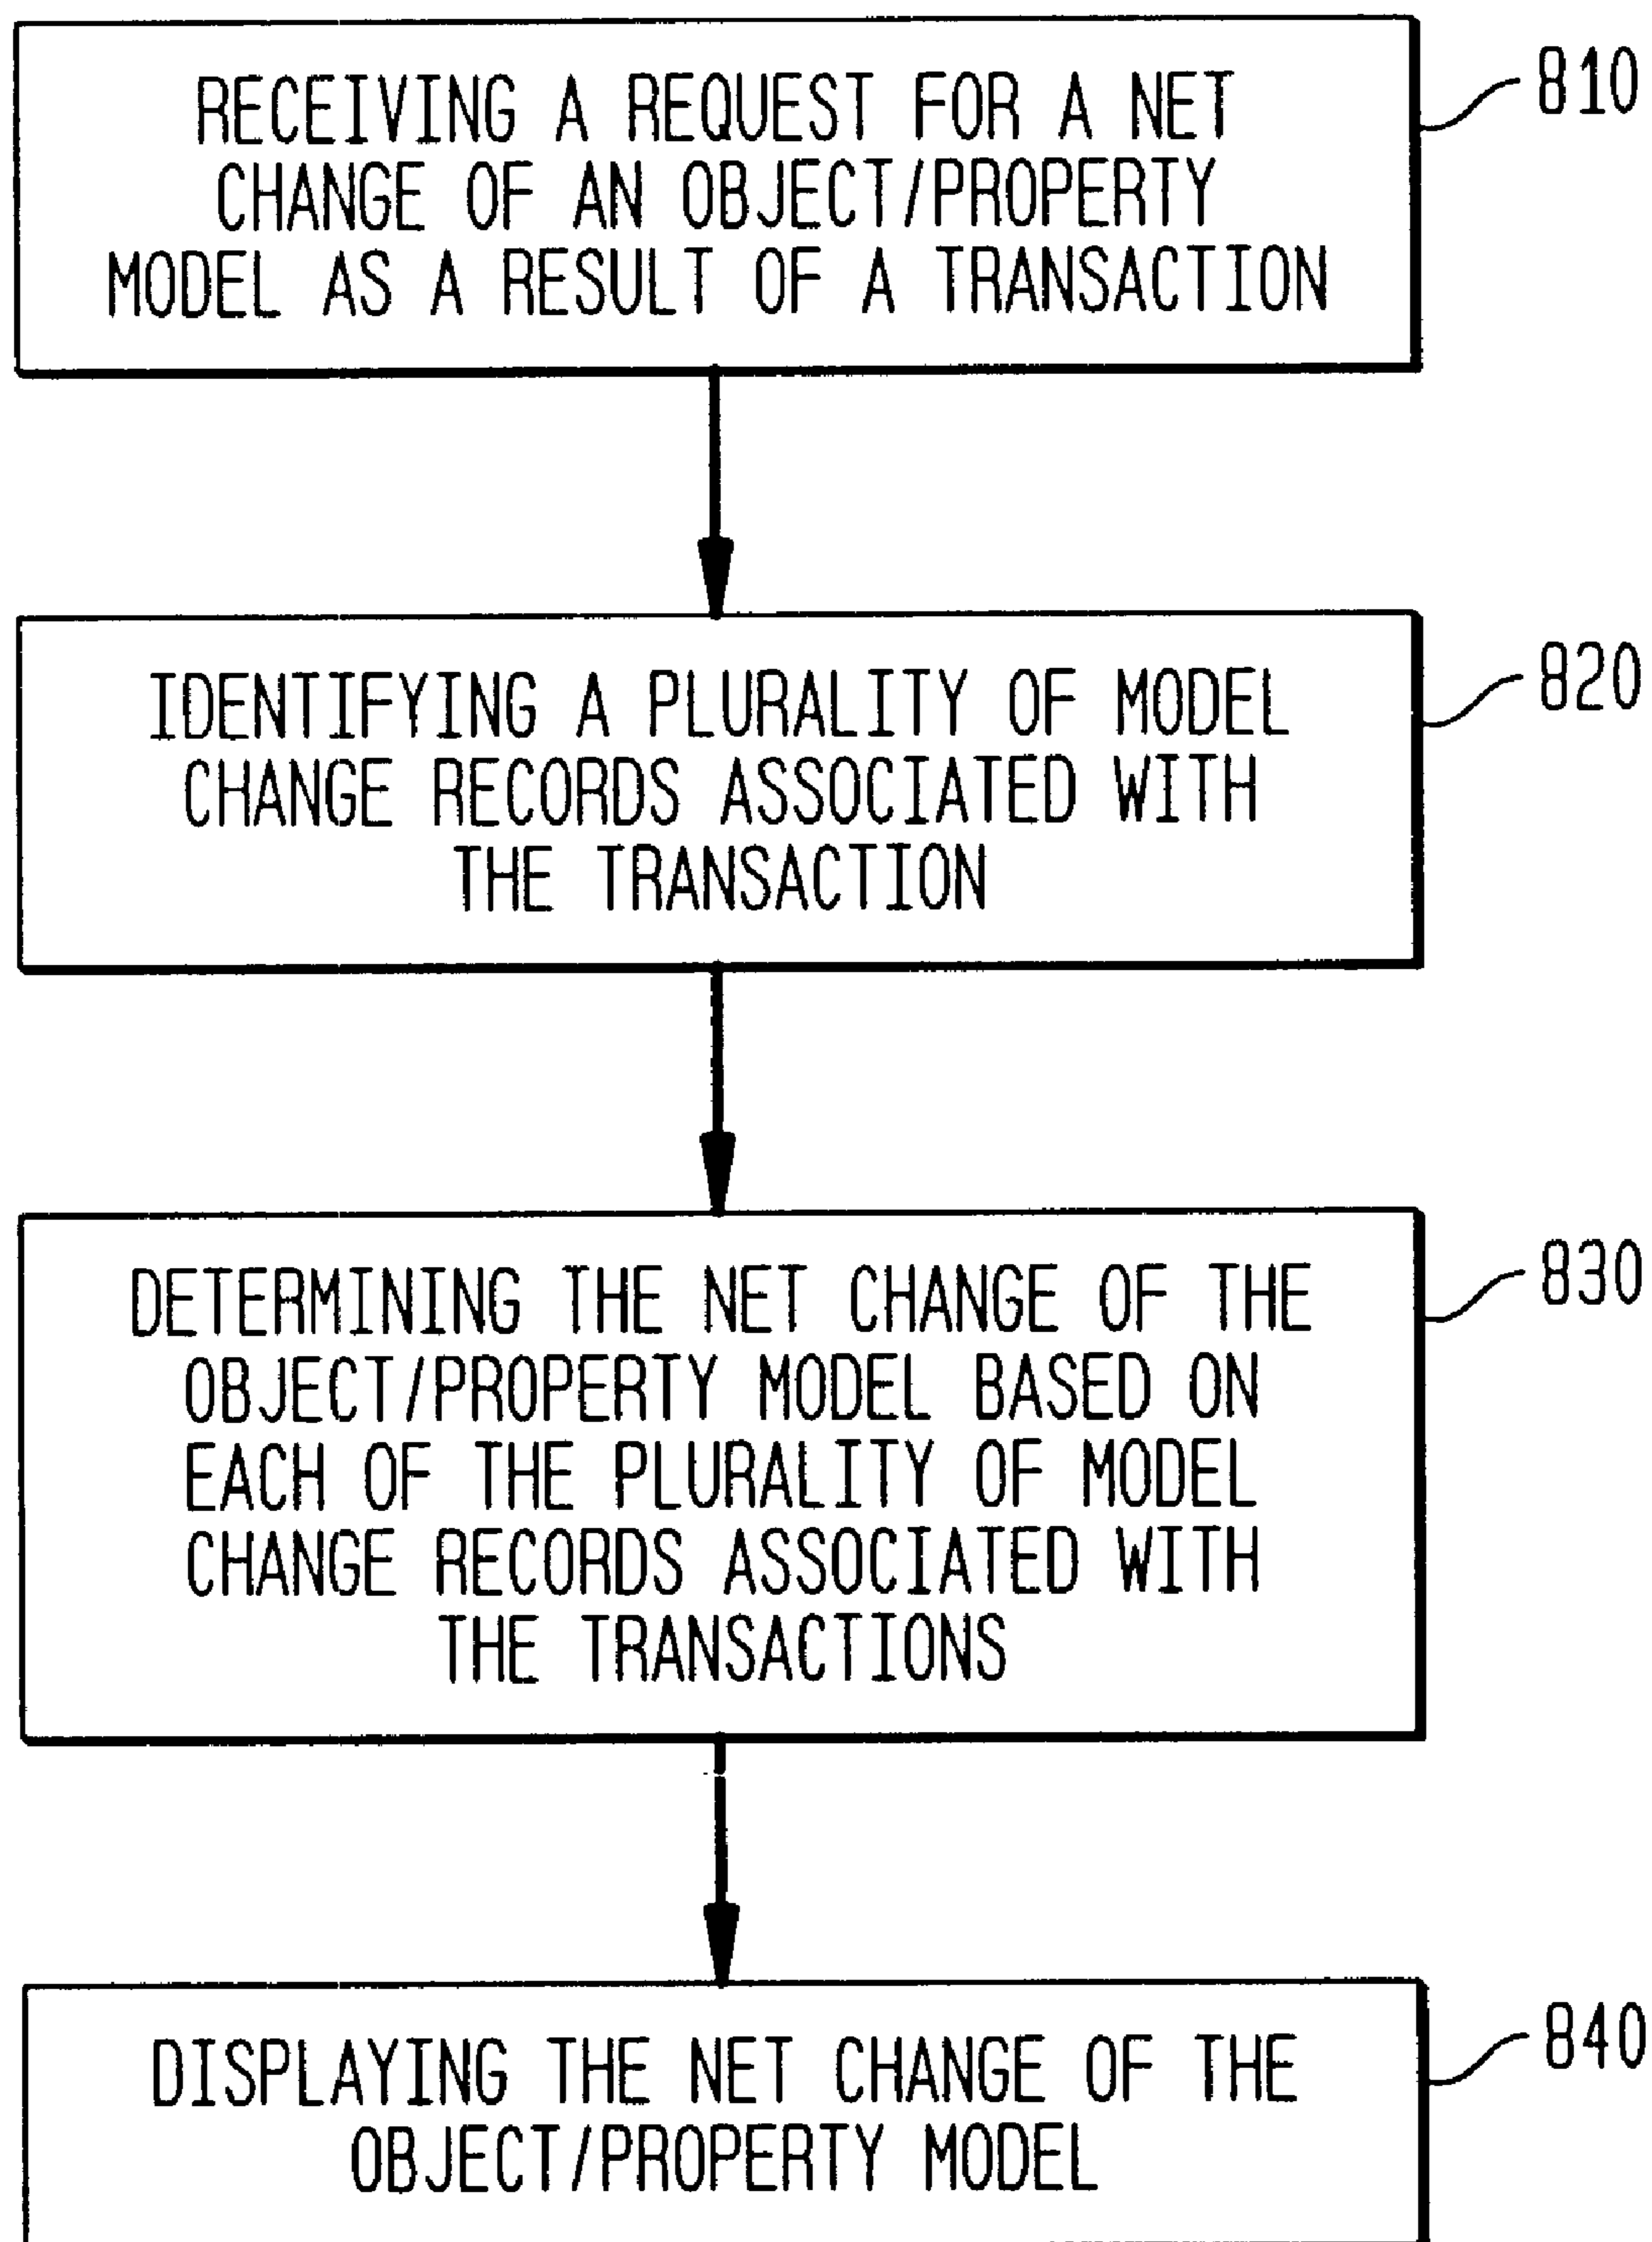 RECEIVING A REQUEST FOR A NET
CHANGE OF AN OBJECT/PROPERTY
MODEL AS A RESULT OF A TRANSACTION
810
IDENTIFYING A PLURALITY OF MODEL
CHANGE RECORDS ASSOCIATED WITH
THE TRANSACTION
820
DETERMINING THE NET CHANGE OF THE
OBJECT/PROPERTY MODEL BASED ON
EACH OF THE PLURALITY OF MODEL
CHANGE RECORDS ASSOCIATED WITH
THE TRANSACTIONS
830
DISPLAYING THE NET CHANGE OF THE
OBJECT/PROPERTY MODEL
840